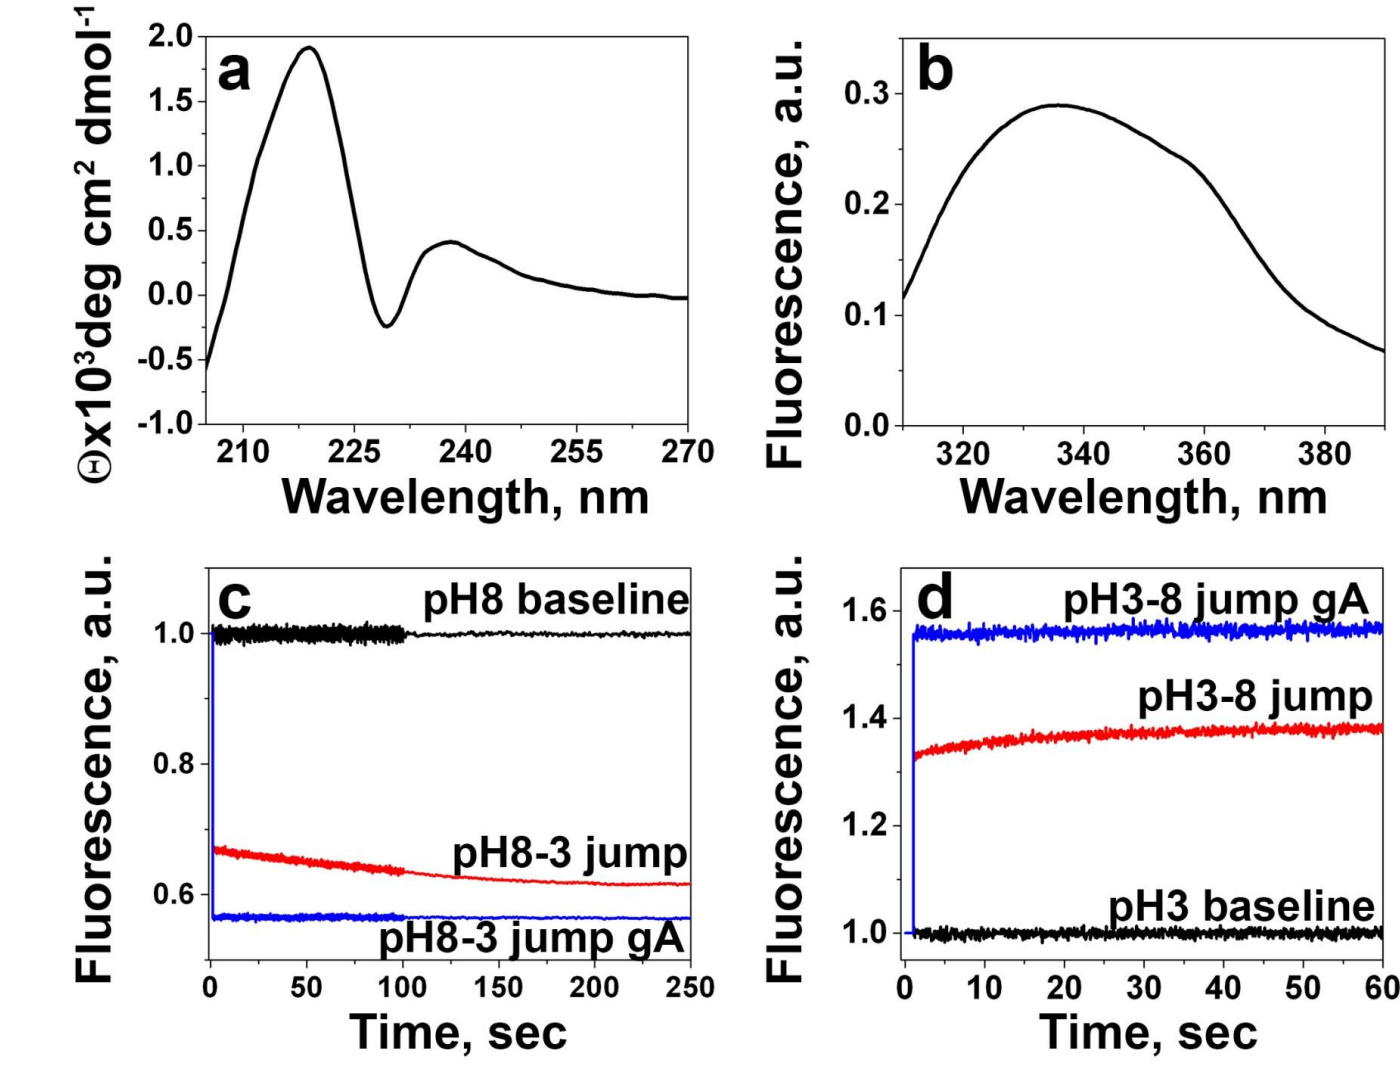 Θx10³deg cm² dmol⁻¹
2.0
1.5
1.0
0.5
0.0
-0.5
-1.0
a
210 225 240 255 270
Wavelength, nm
Fluorescence, a.u.
0.3
0.2
0.1
0.0
b
320 340 360 380
Wavelength, nm
Fluorescence, a.u.
1.0
0.8
0.6
c
pH8 baseline
pH8-3 jump
pH8-3 jump gA
0 50 100 150 200 250
Time, sec
Fluorescence, a.u.
1.6
1.4
1.2
1.0
d
pH3-8 jump gA
pH3-8 jump
pH3 baseline
0 10 20 30 40 50 60
Time, sec